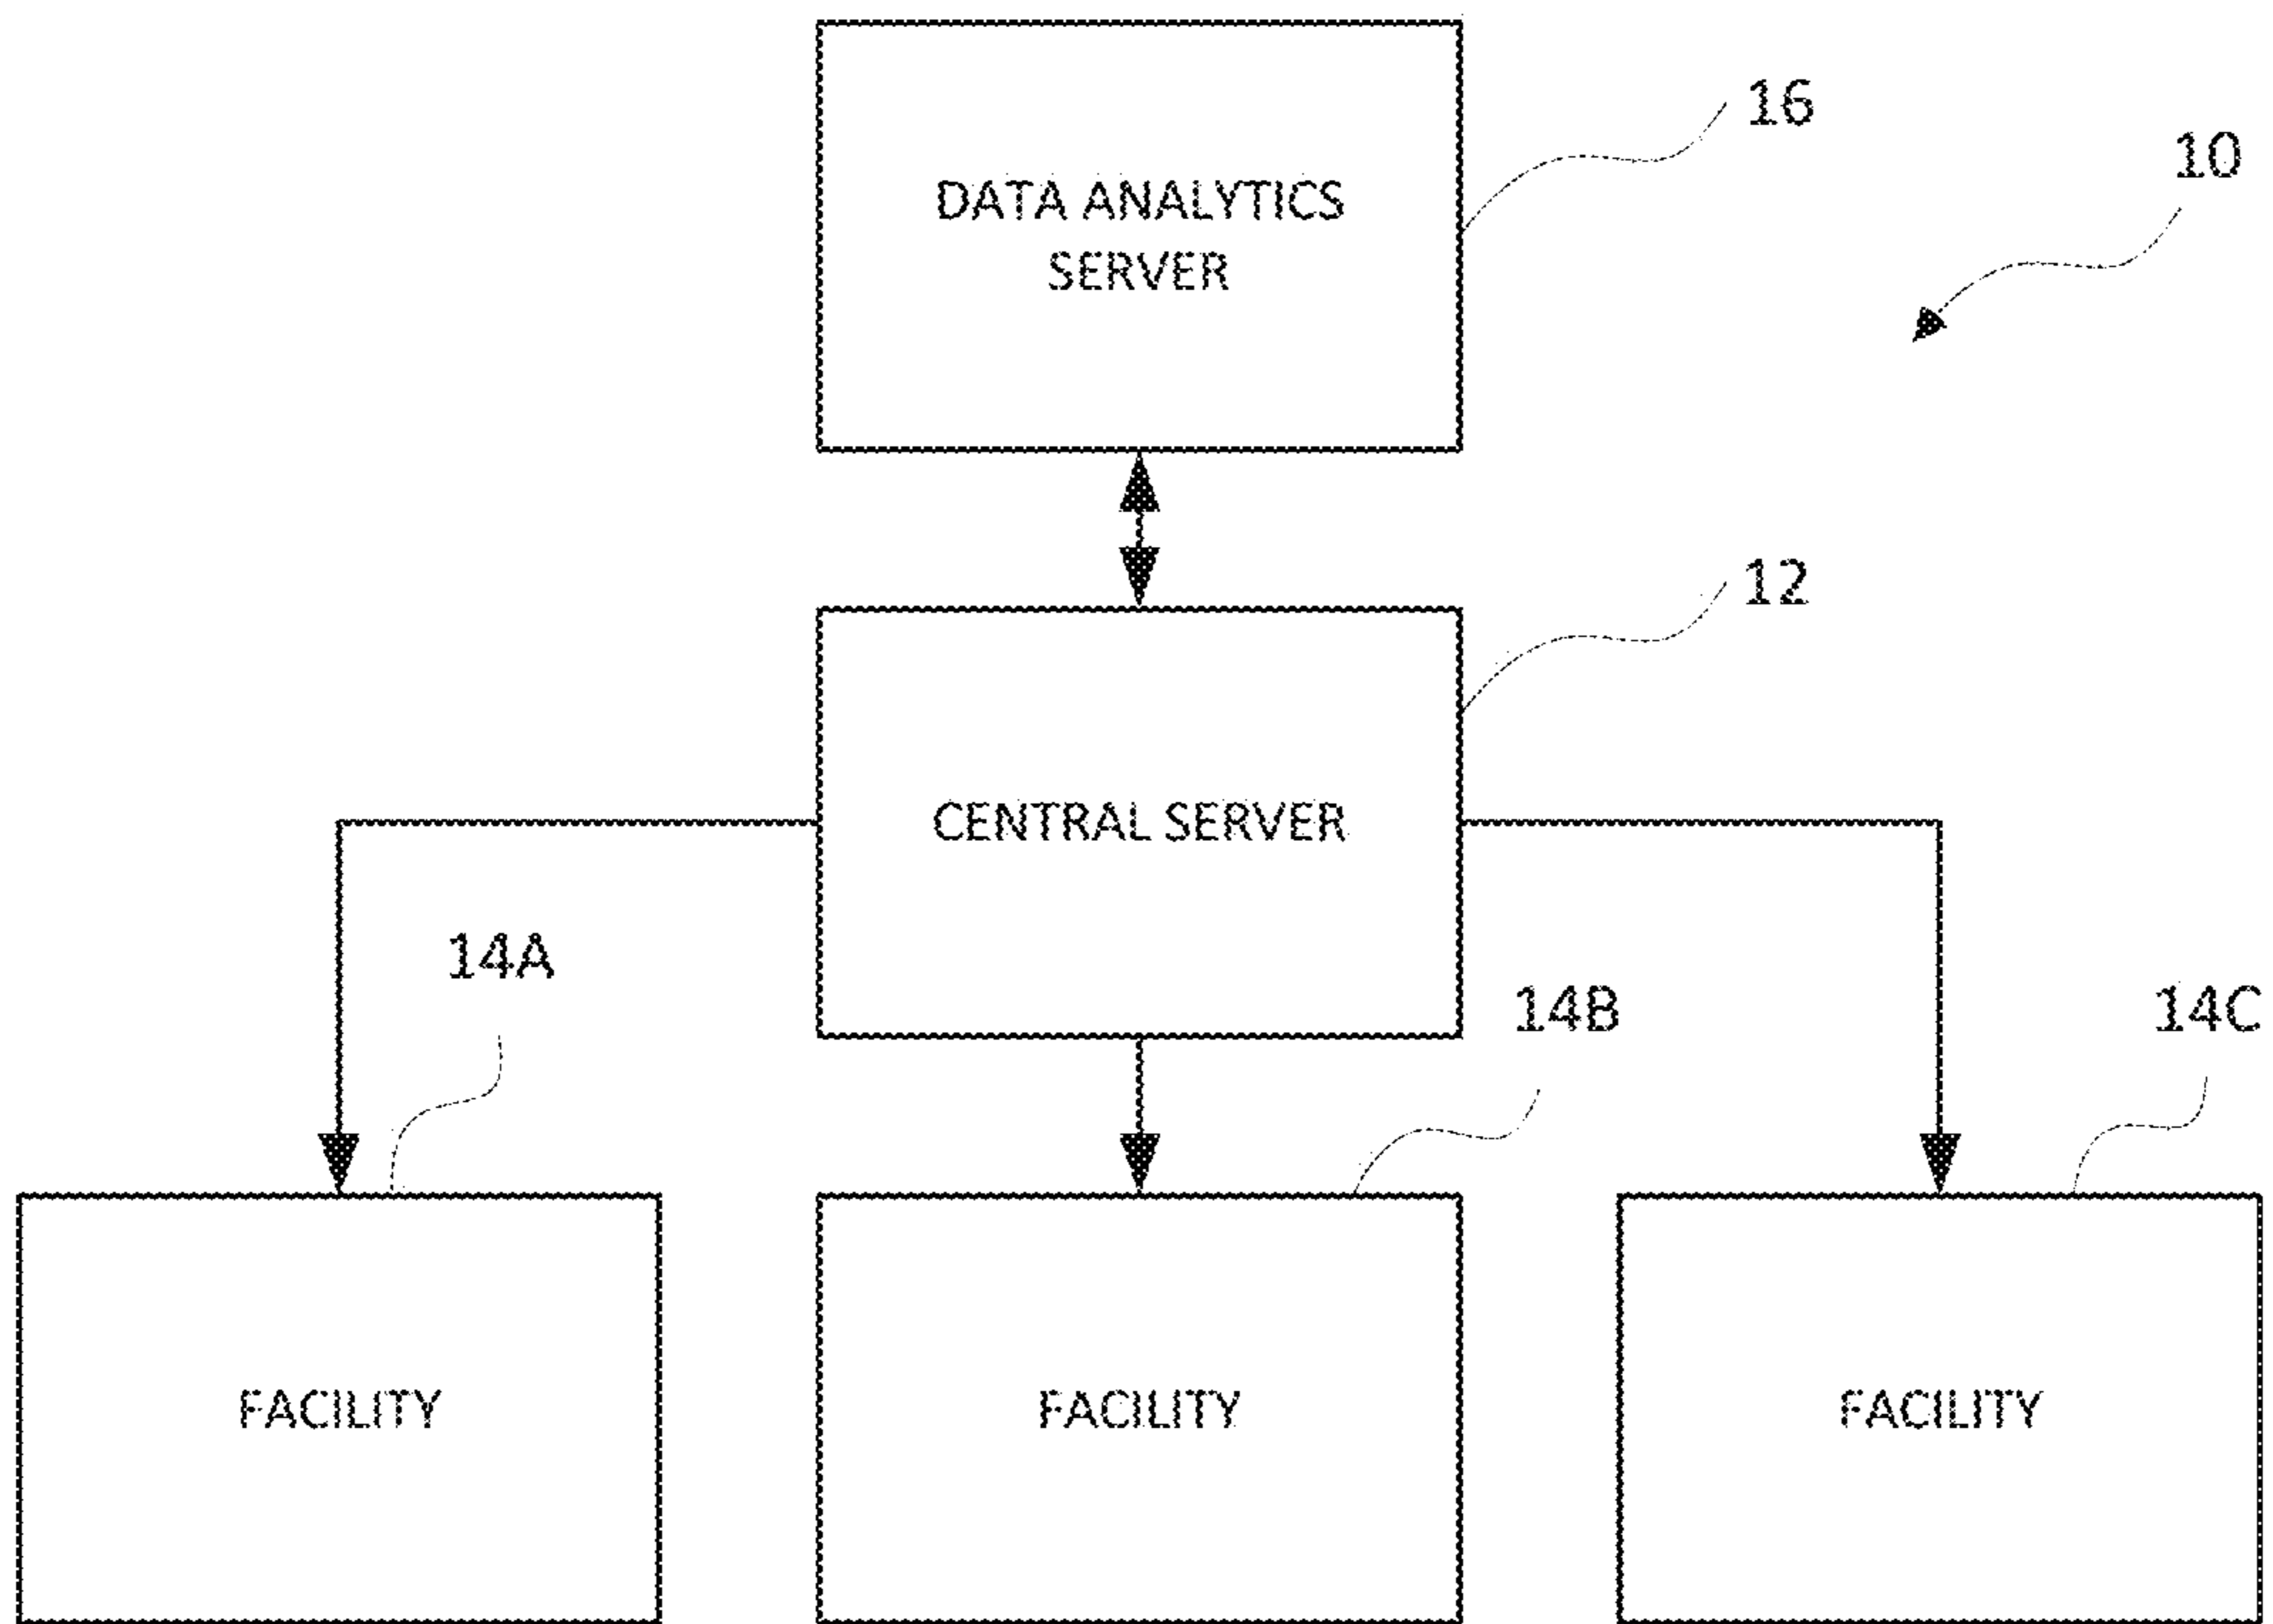 16
10
DATA ANALYTICS
SERVER
12
CENTRAL SERVER
14A
14B
14C
FACILITY
FACILITY
FACILITY